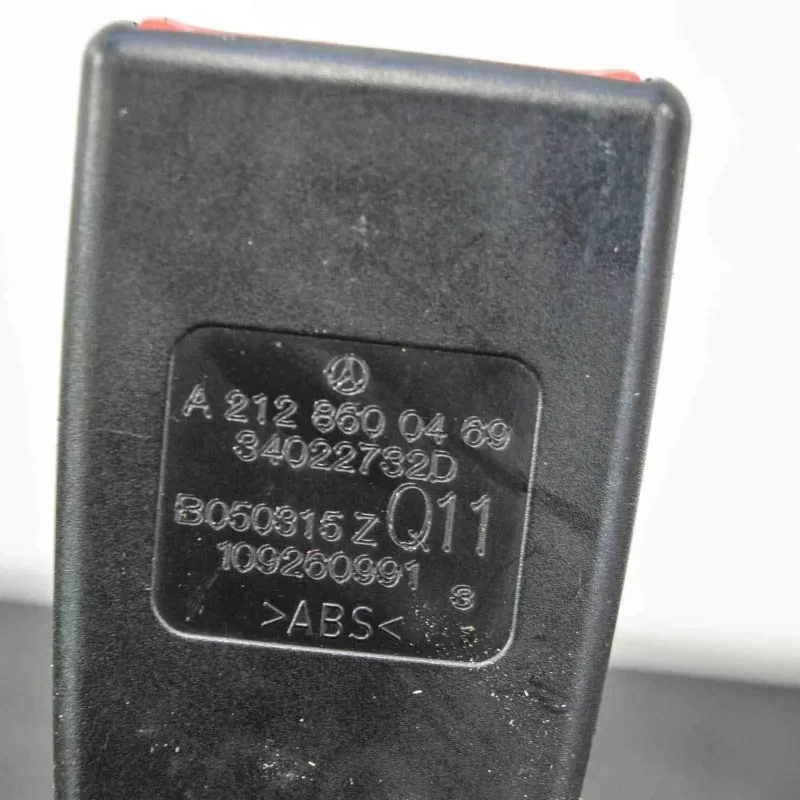 A 212 860 04 69
34022732D
B050315 Z Q11
109260991
3
>ABS<